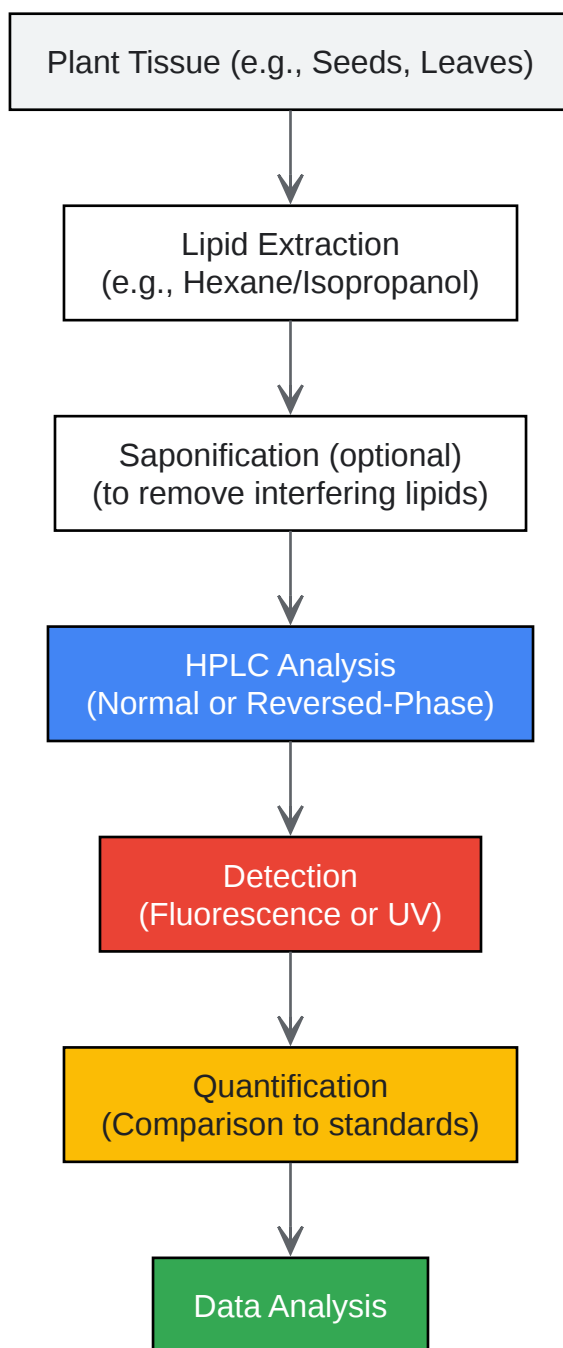 Plant Tissue (e.g., Seeds, Leaves)
Lipid Extraction
(e.g., Hexane/Isopropanol)
Saponification (optional)
(to remove interfering lipids)
HPLC Analysis
(Normal or Reversed-Phase)
Detection
(Fluorescence or UV)
Quantification
(Comparison to standards)
Data Analysis